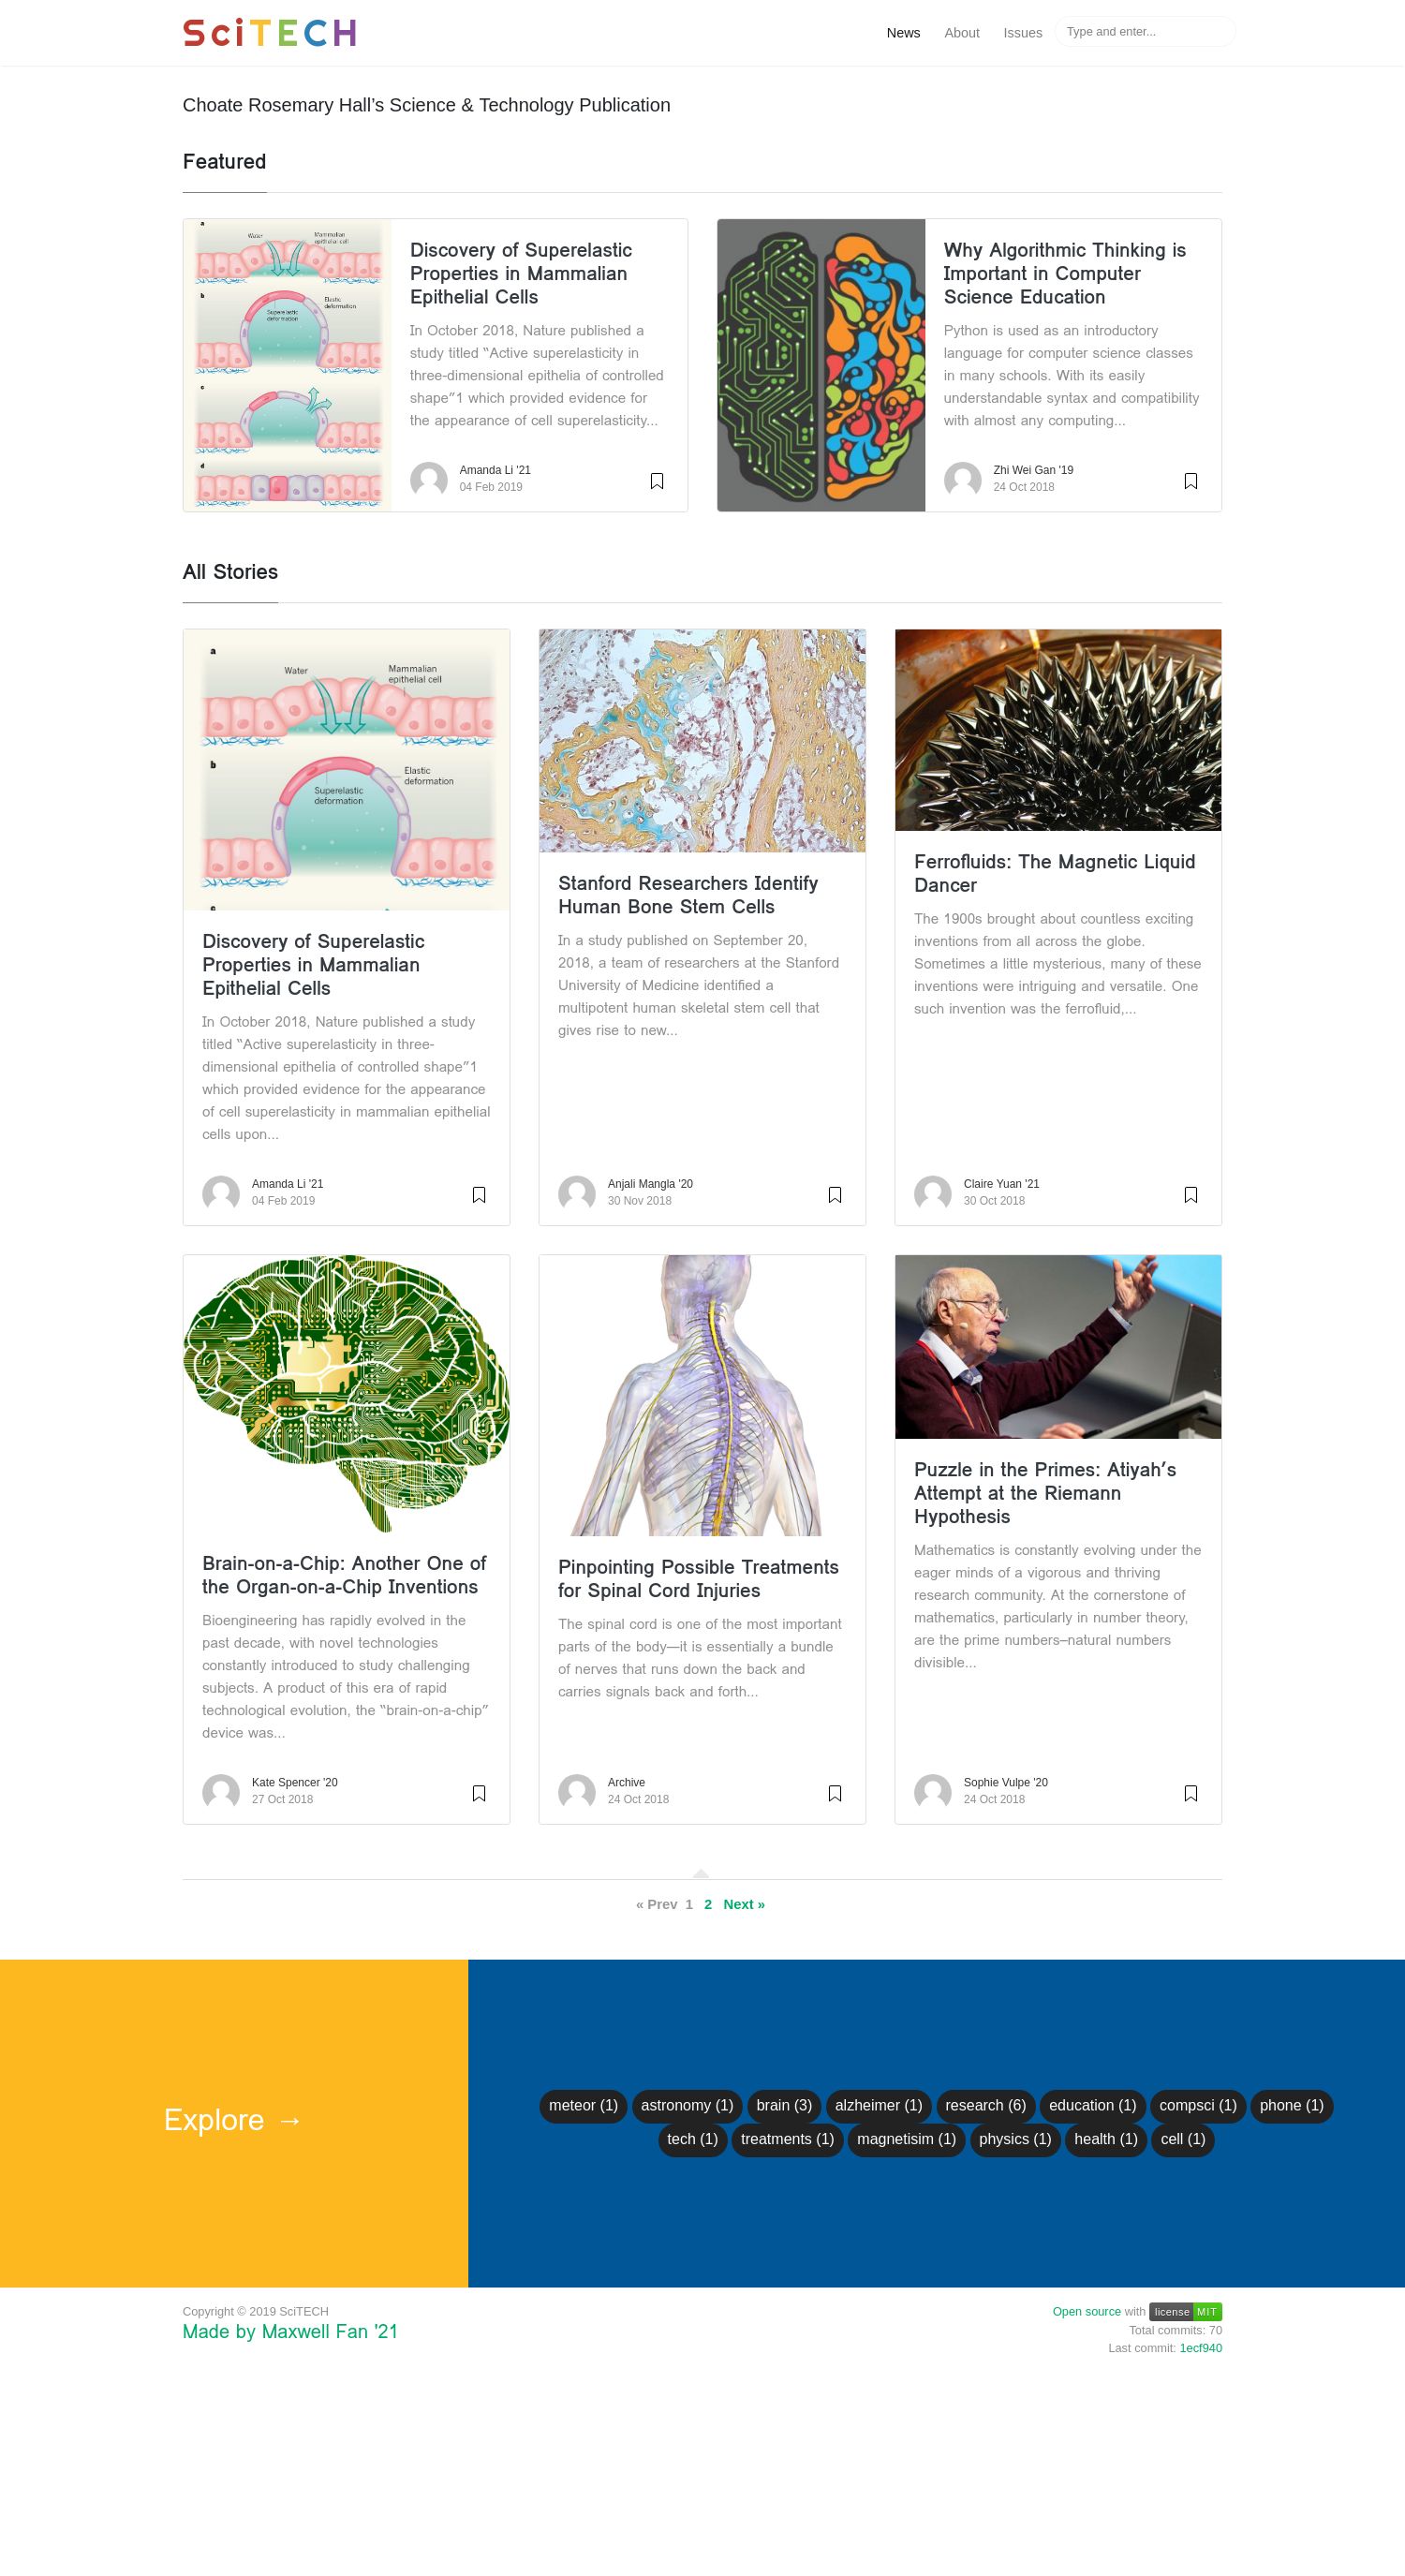 SciTECH
News About Issues Type and enter...
Choate Rosemary Hall’s Science & Technology Publication
Featured
a
Water
Mammalian
epithelial cell
b
Elastic
deformation
Superelastic
deformation
c
d
Discovery of Superelastic
Properties in Mammalian
Epithelial Cells
In October 2018, Nature published a
study titled “Active superelasticity in
three-dimensional epithelia of controlled
shape”1 which provided evidence for
the appearance of cell superelasticity...
Amanda Li '21
04 Feb 2019
Why Algorithmic Thinking is
Important in Computer
Science Education
Python is used as an introductory
language for computer science classes
in many schools. With its easily
understandable syntax and compatibility
with almost any computing...
Zhi Wei Gan '19
24 Oct 2018
All Stories
a
Water
Mammalian
epithelial cell
b
Elastic
deformation
Superelastic
deformation
Discovery of Superelastic
Properties in Mammalian
Epithelial Cells
In October 2018, Nature published a study
titled “Active superelasticity in three-
dimensional epithelia of controlled shape”1
which provided evidence for the appearance
of cell superelasticity in mammalian epithelial
cells upon...
Amanda Li '21
04 Feb 2019
Stanford Researchers Identify
Human Bone Stem Cells
In a study published on September 20,
2018, a team of researchers at the Stanford
University of Medicine identified a
multipotent human skeletal stem cell that
gives rise to new...
Anjali Mangla '20
30 Nov 2018
Ferrofluids: The Magnetic Liquid
Dancer
The 1900s brought about countless exciting
inventions from all across the globe.
Sometimes a little mysterious, many of these
inventions were intriguing and versatile. One
such invention was the ferrofluid,...
Claire Yuan '21
30 Oct 2018
Brain-on-a-Chip: Another One of
the Organ-on-a-Chip Inventions
Bioengineering has rapidly evolved in the
past decade, with novel technologies
constantly introduced to study challenging
subjects. A product of this era of rapid
technological evolution, the “brain-on-a-chip”
device was...
Kate Spencer '20
27 Oct 2018
Pinpointing Possible Treatments
for Spinal Cord Injuries
The spinal cord is one of the most important
parts of the body—it is essentially a bundle
of nerves that runs down the back and
carries signals back and forth...
Archive
24 Oct 2018
Puzzle in the Primes: Atiyah’s
Attempt at the Riemann
Hypothesis
Mathematics is constantly evolving under the
eager minds of a vigorous and thriving
research community. At the cornerstone of
mathematics, particularly in number theory,
are the prime numbers–natural numbers
divisible...
Sophie Vulpe '20
24 Oct 2018
« Prev 1 2 Next »
Explore →
meteor (1) astronomy (1) brain (3) alzheimer (1) research (6) education (1) compsci (1) phone (1)
tech (1) treatments (1) magnetisim (1) physics (1) health (1) cell (1)
Copyright © 2019 SciTECH
Made by Maxwell Fan '21
Open source with license MIT
Total commits: 70
Last commit: 1ecf940